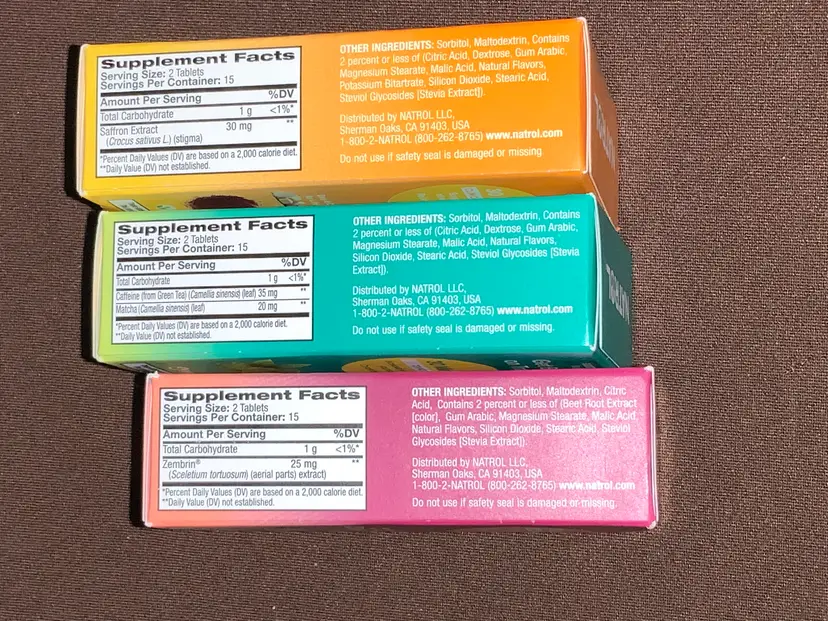 Supplement Facts
Serving Size: 2 Tablets
Servings Per Container: 15
Amount Per Serving %DV
Total Carbohydrate 1 g <1%*
Saffron Extract 30 mg **
(Crocus sativus L.) (stigma)
*Percent Daily Values (DV) are based on a 2,000 calorie diet.
**Daily Value (DV) not established.
OTHER INGREDIENTS: Sorbitol, Maltodextrin, Contains
2 percent or less of (Citric Acid, Dextrose, Gum Arabic,
Magnesium Stearate, Malic Acid, Natural Flavors,
Potassium Bitartrate, Silicon Dioxide, Stearic Acid,
Steviol Glycosides [Stevia Extract]).
Distributed by NATROL LLC,
Sherman Oaks, CA 91403, USA
1-800-2-NATROL (800-262-8765) www.natrol.com
Do not use if safety seal is damaged or missing.
Supplement Facts
Serving Size: 2 Tablets
Servings Per Container: 15
Amount Per Serving %DV
Total Carbohydrate 1 g <1%*
Caffeine (from Green Tea) (Camellia sinensis) (leaf) 35 mg **
Matcha (Camellia sinensis) (leaf) 20 mg **
*Percent Daily Values (DV) are based on a 2,000 calorie diet.
**Daily Value (DV) not established.
OTHER INGREDIENTS: Sorbitol, Maltodextrin, Contains
2 percent or less of (Citric Acid, Dextrose, Gum Arabic,
Magnesium Stearate, Malic Acid, Natural Flavors,
Silicon Dioxide, Stearic Acid, Steviol Glycosides [Stevia
Extract]).
Distributed by NATROL LLC,
Sherman Oaks, CA 91403, USA
1-800-2-NATROL (800-262-8765) www.natrol.com
Do not use if safety seal is damaged or missing.
Supplement Facts
Serving Size: 2 Tablets
Servings Per Container: 15
Amount Per Serving %DV
Total Carbohydrate 1 g <1%*
Zembrin® 25 mg **
(Sceletium tortuosum) (aerial parts) extract)
*Percent Daily Values (DV) are based on a 2,000 calorie diet.
**Daily Value (DV) not established.
OTHER INGREDIENTS: Sorbitol, Maltodextrin, Citric
Acid, Contains 2 percent or less of (Beet Root Extract
[color], Gum Arabic, Magnesium Stearate, Malic Acid,
Natural Flavors, Silicon Dioxide, Stearic Acid, Steviol
Glycosides [Stevia Extract]).
Distributed by NATROL LLC,
Sherman Oaks, CA 91403, USA
1-800-2-NATROL (800-262-8765) www.natrol.com
Do not use if safety seal is damaged or missing.